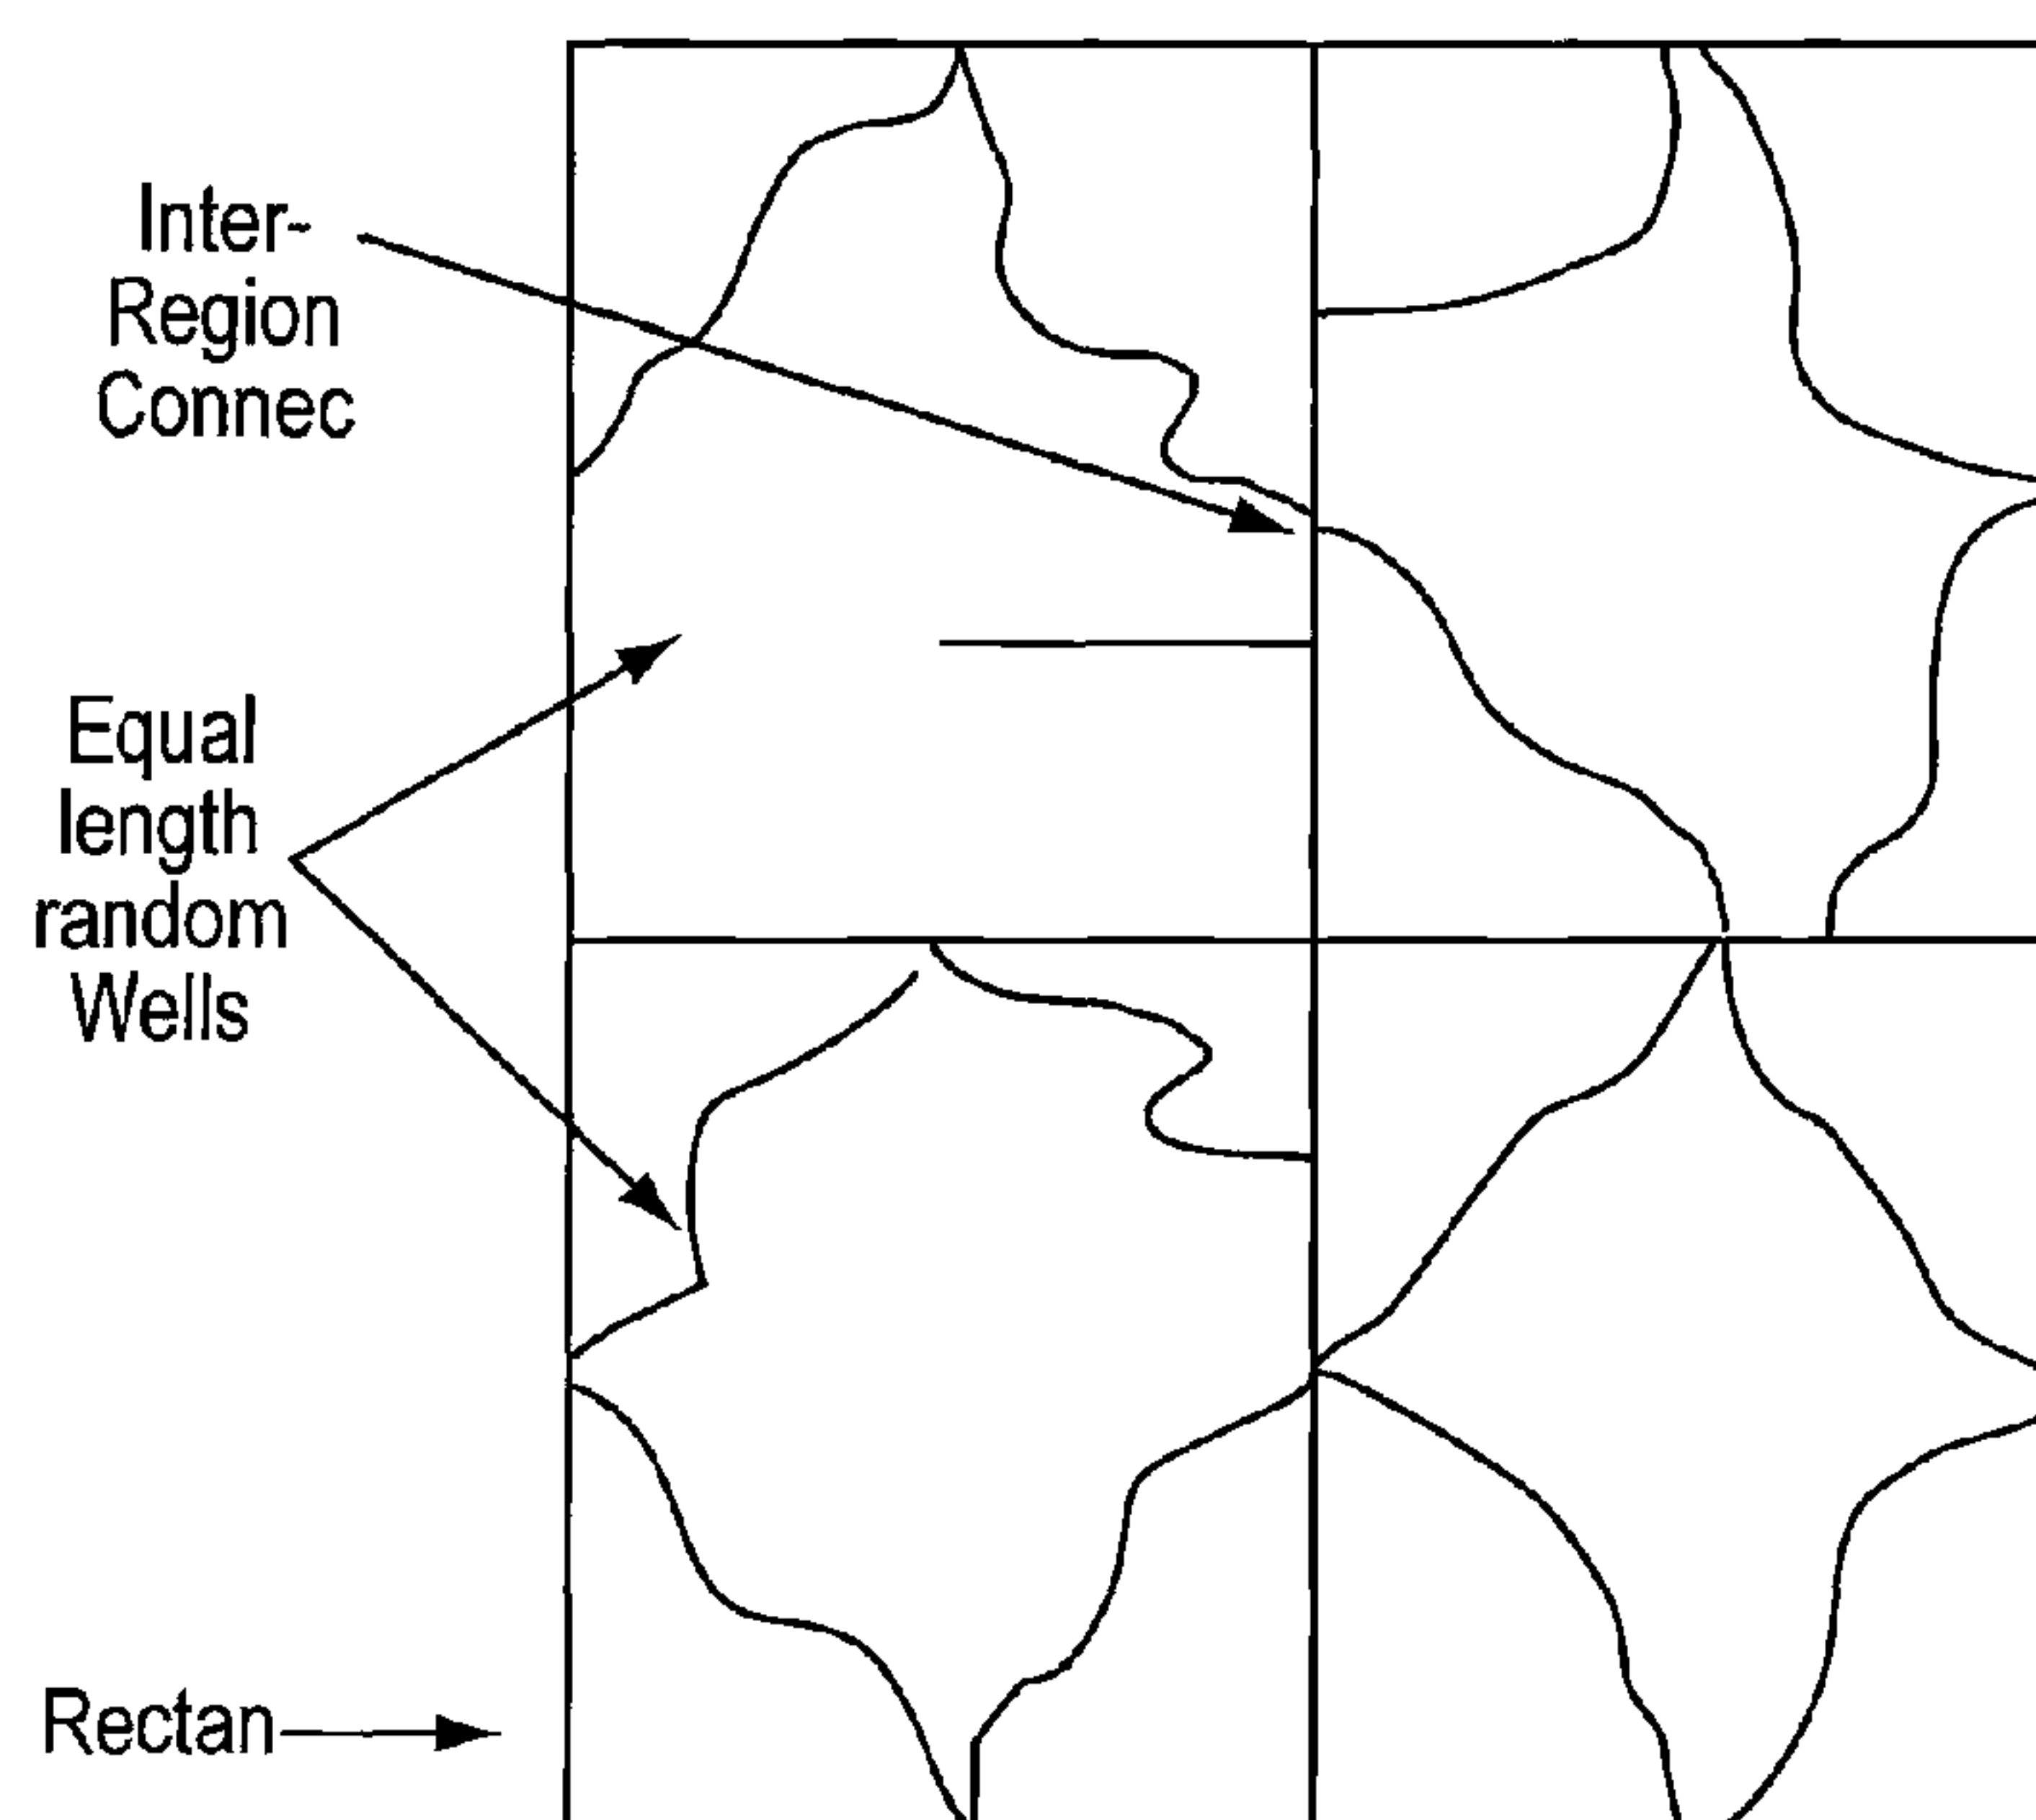 Inter-
Region
Connec
Equal
length
random
Wells
Rectan